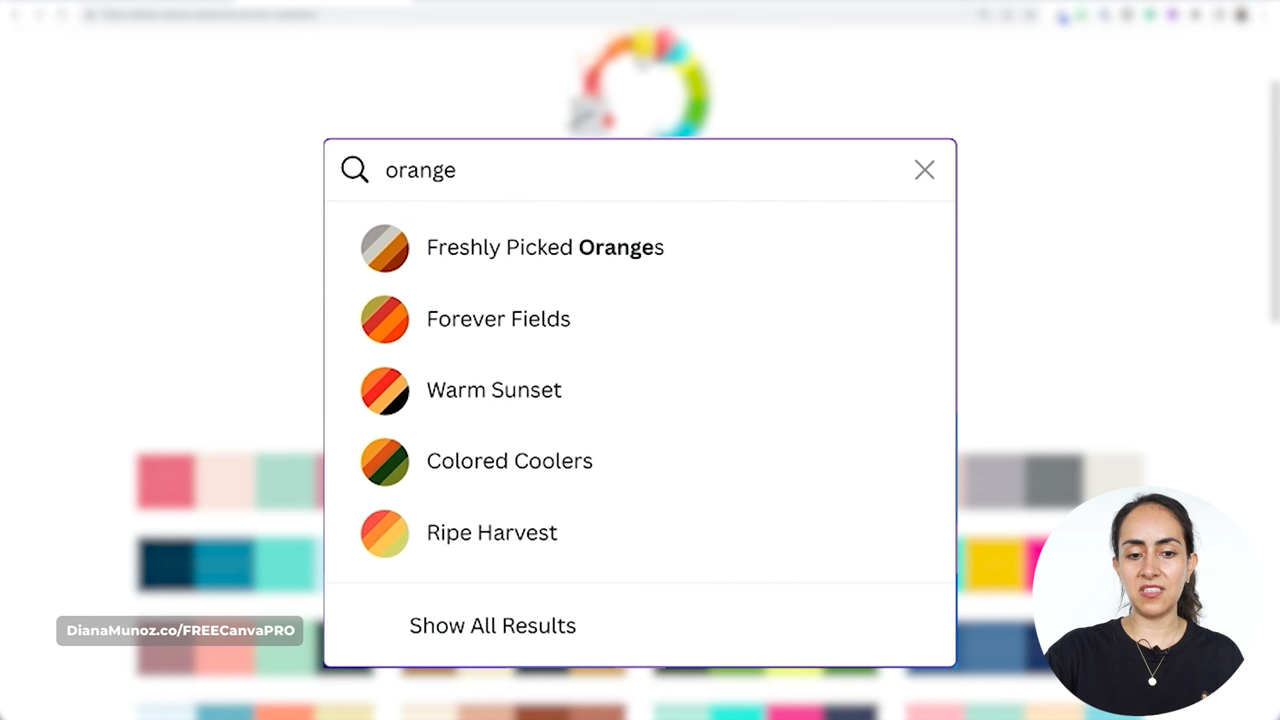 orange
Freshly Picked Oranges
Forever Fields
Warm Sunset
Colored Coolers
Ripe Harvest
DianaMunoz.co/FREECanvaPRO
Show All Results